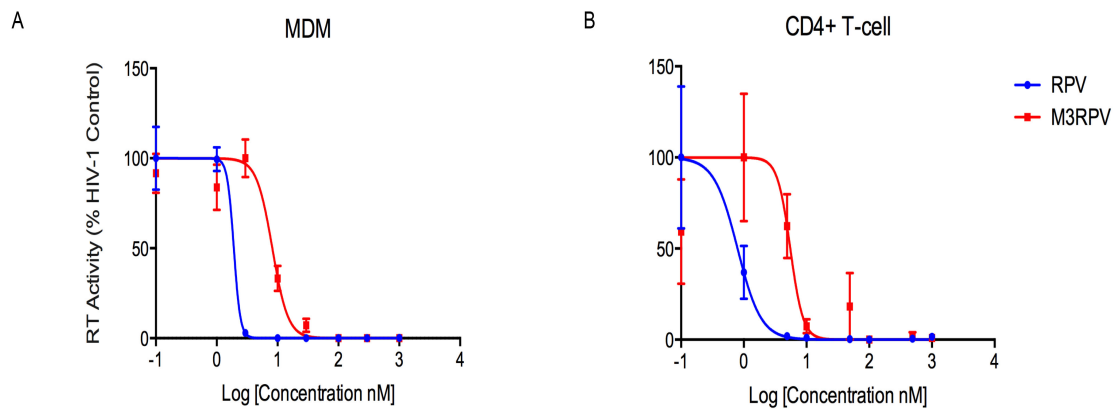 A
MDM
RT Activity (% HIV-1 Control)
150
100
50
0
-1 0 1 2 3 4
Log [Concentration nM]
B
CD4+ T-cell
150
100
50
0
-1 0 1 2 3 4
Log [Concentration nM]
RPV
M3RPV